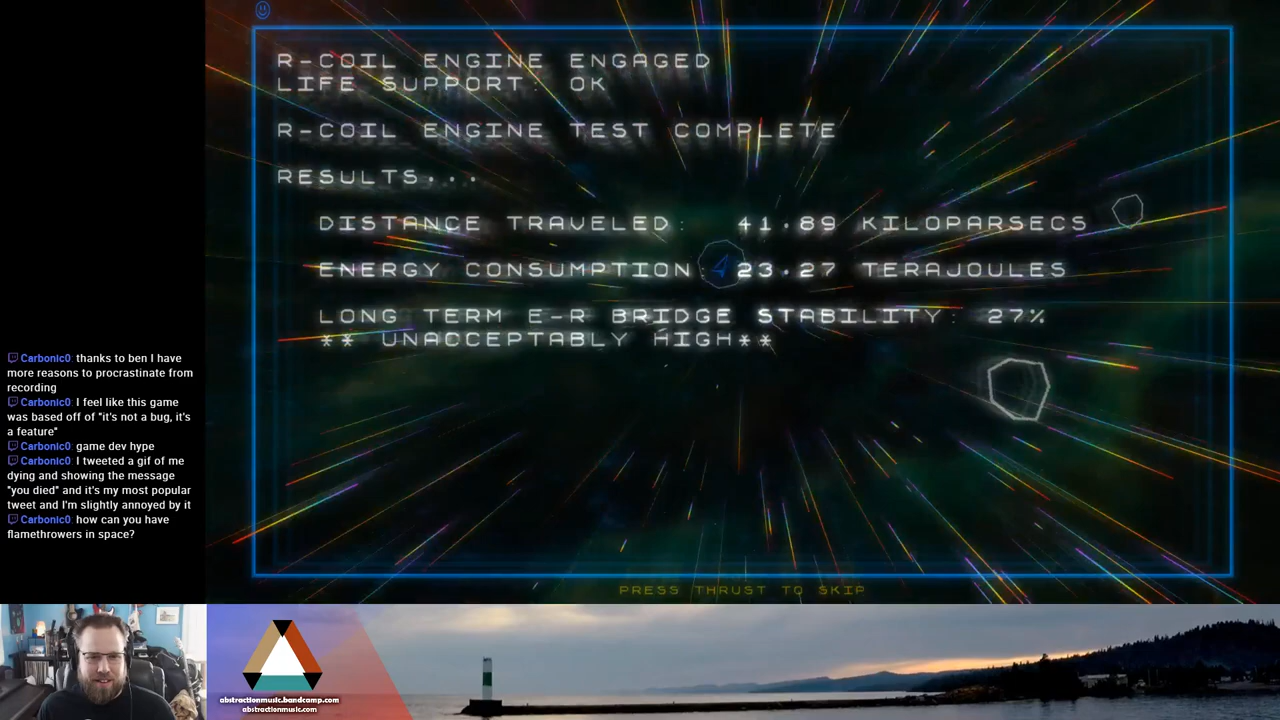 R-COIL ENGINE ENGAGED
LIFE SUPPORT: OK
R-COIL ENGINE TEST COMPLETE
RESULTS...
DISTANCE TRAVELED: 41.89 KILOPARSECS
ENERGY CONSUMPTION: 23.27 TERAJOULES
LONG TERM E-R BRIDGE STABILITY: 27%
** UNACCEPTABLY HIGH**
PRESS THRUST TO SKIP
Carbonic0: thanks to ben I have
more reasons to procrastinate from
recording
Carbonic0: I feel like this game
was based off of "it's not a bug, it's
a feature"
Carbonic0: game dev hype
Carbonic0: I tweeted a gif of me
dying and showing the message
"you died" and it's my most popular
tweet and I'm slightly annoyed by it
Carbonic0: how can you have
flamethrowers in space?
abstractionmusic.bandcamp.com
abstractionmusic.com